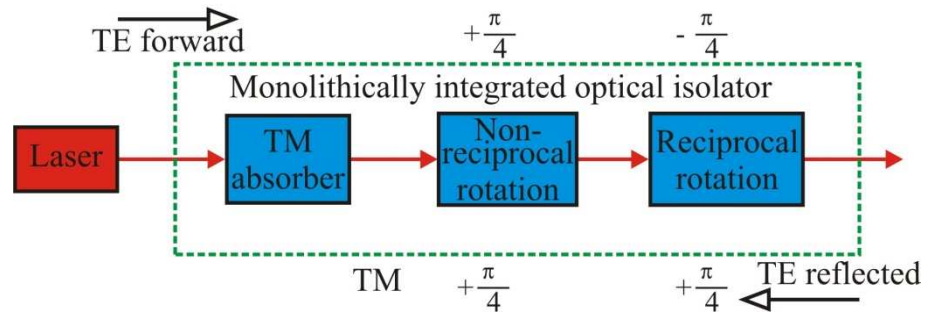 TE forward
+ π/4
- π/4
Monolithically integrated optical isolator
Laser
TM
absorber
Non-
reciprocal
rotation
Reciprocal
rotation
TM
+ π/4
+ π/4
TE reflected